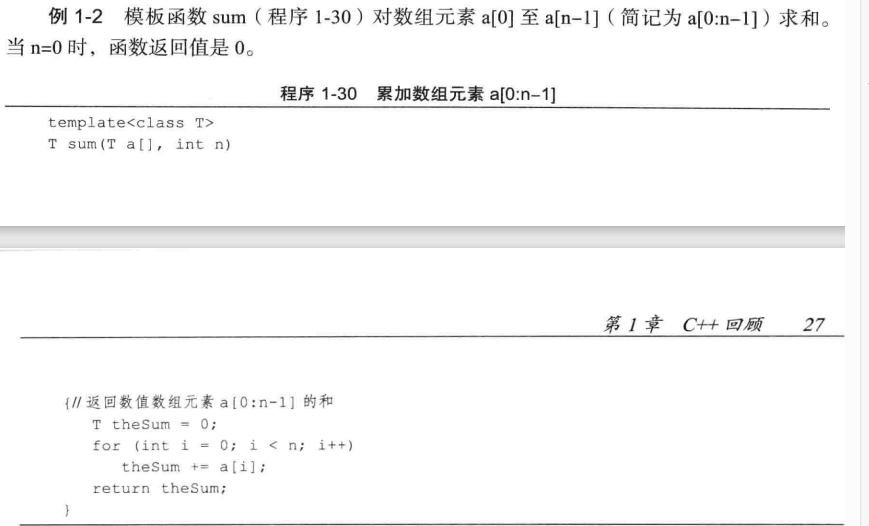 例 1-2 模板函数 sum（程序 1-30）对数组元素 a[0] 至 a[n−1]（简记为 a[0:n−1]）求和。
当 n=0 时，函数返回值是 0。
程序 1-30 累加数组元素 a[0:n−1]
template<class T>
T sum(T a[], int n)
第 1 章 C++ 回顾 27
{// 返回数值数组元素 a[0:n-1] 的和
T theSum = 0;
for (int i = 0; i < n; i++)
theSum += a[i];
return theSum;
}